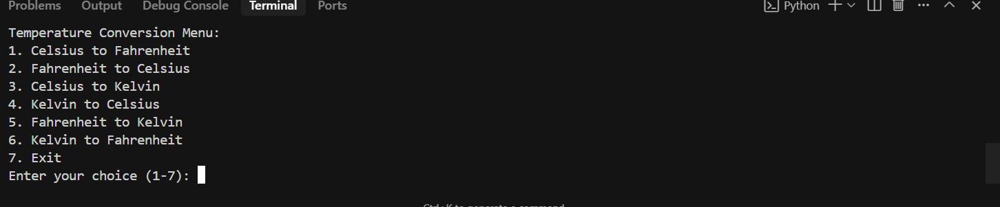 Problems Output Debug Console Terminal Ports Python
Temperature Conversion Menu:
1. Celsius to Fahrenheit
2. Fahrenheit to Celsius
3. Celsius to Kelvin
4. Kelvin to Celsius
5. Fahrenheit to Kelvin
6. Kelvin to Fahrenheit
7. Exit
Enter your choice (1-7):
Ctrl+K to generate a command